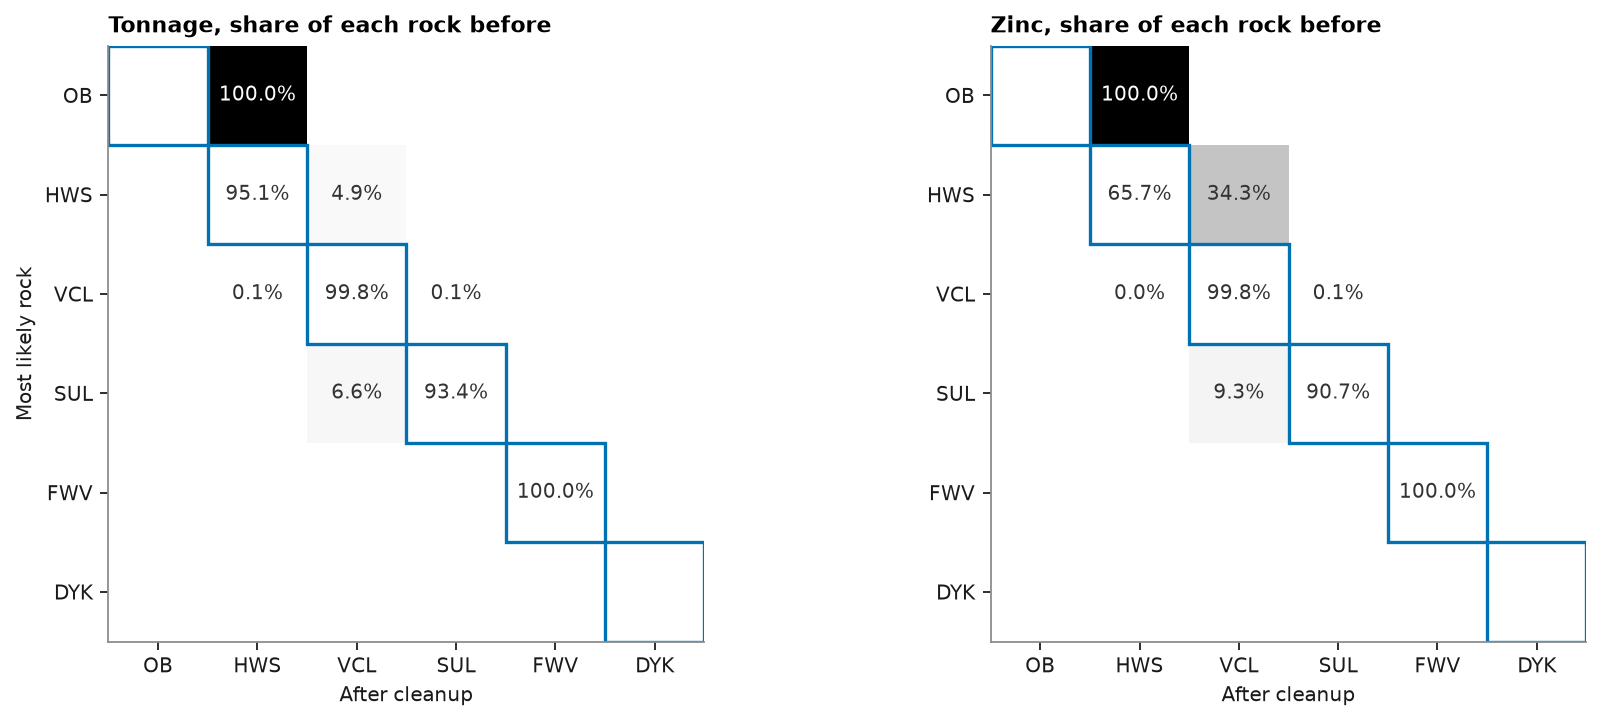 Tonnage, share of each rock before
OB
100.0%
HWS
95.1%
4.9%
VCL
0.1%
99.8%
0.1%
SUL
6.6%
93.4%
FWV
100.0%
DYK
OB
HWS
VCL
SUL
FWV
DYK
Most likely rock
After cleanup
Zinc, share of each rock before
OB
100.0%
HWS
65.7%
34.3%
VCL
0.0%
99.8%
0.1%
SUL
9.3%
90.7%
FWV
100.0%
DYK
OB
HWS
VCL
SUL
FWV
DYK
After cleanup